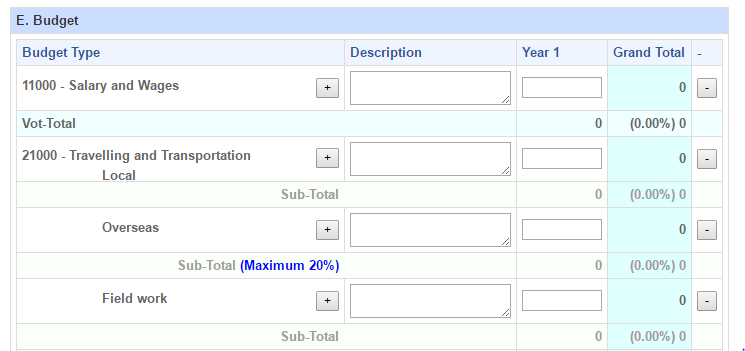 E. Budget
Budget Type Description Year 1 Grand Total -
11000 - Salary and Wages + 0 -
Vot-Total 0 (0.00%) 0
21000 - Travelling and Transportation + 0 -
Local
Sub-Total 0 (0.00%) 0
Overseas + 0 -
Sub-Total (Maximum 20%) 0 (0.00%) 0
Field work + 0 -
Sub-Total 0 (0.00%) 0
.